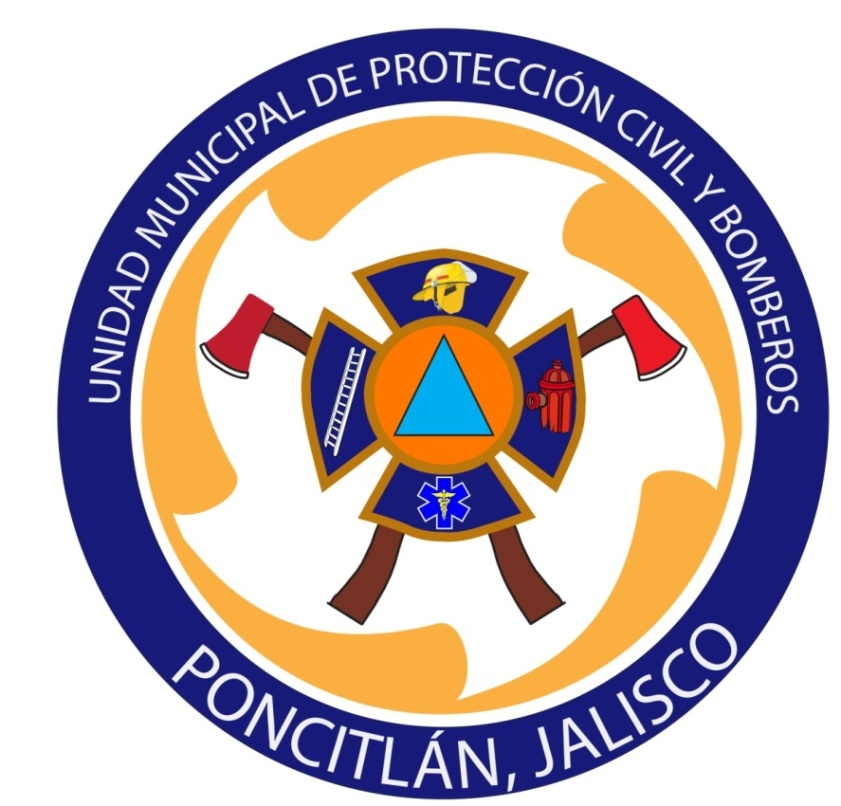 UNIDAD MUNICIPAL DE PROTECCIÓN CIVIL Y BOMBEROS
PONCITLÁN, JALISCO